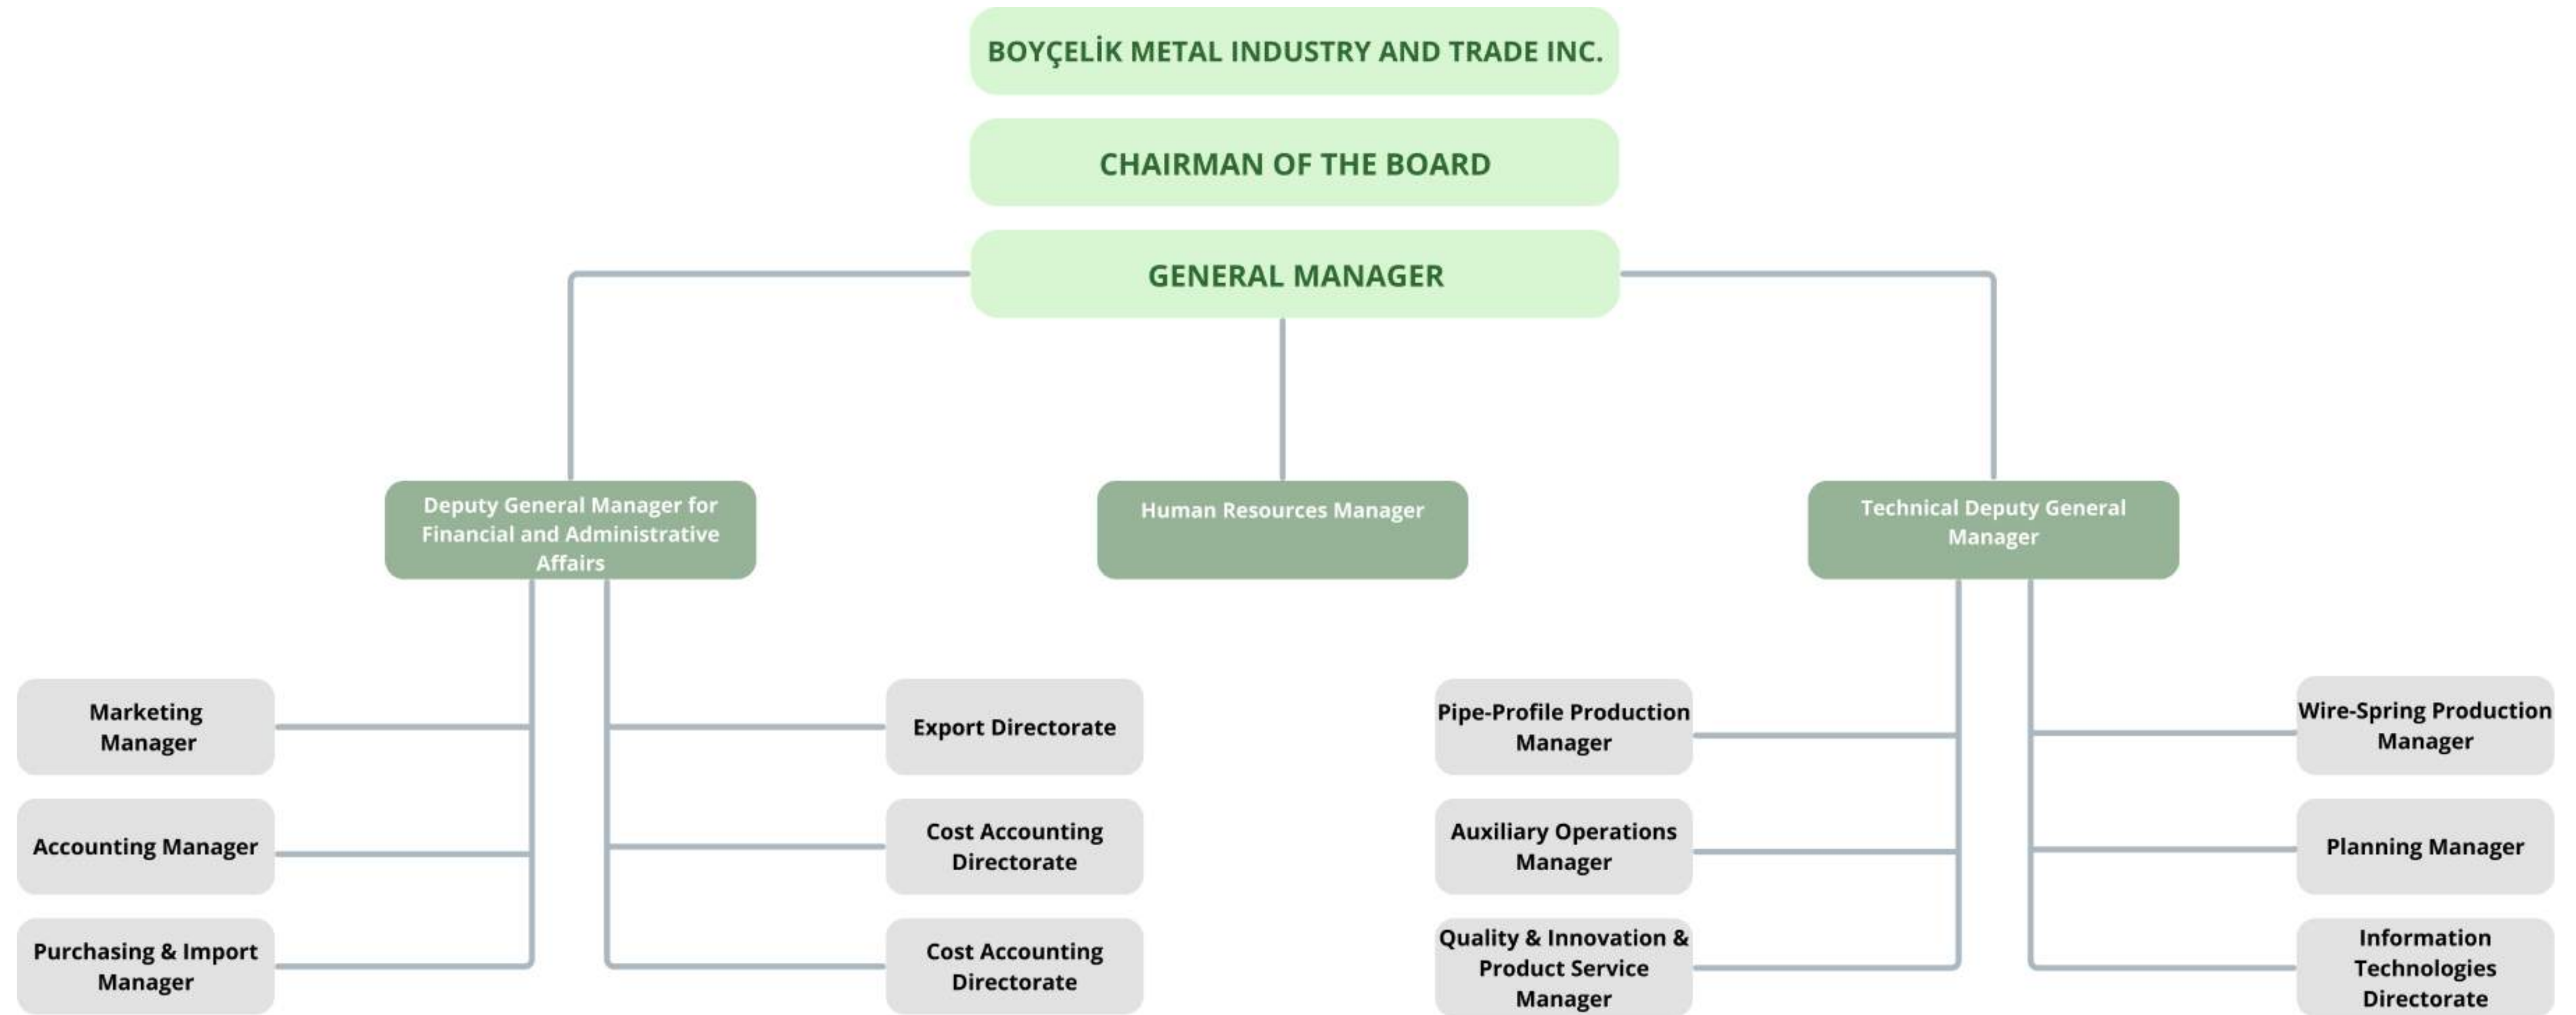 BOYÇELİK METAL INDUSTRY AND TRADE INC.
CHAIRMAN OF THE BOARD
GENERAL MANAGER
Deputy General Manager for
Financial and Administrative
Affairs
Human Resources Manager
Technical Deputy General
Manager
Marketing
Manager
Export Directorate
Pipe-Profile Production
Manager
Wire-Spring Production
Manager
Accounting Manager
Cost Accounting
Directorate
Auxiliary Operations
Manager
Planning Manager
Purchasing & Import
Manager
Cost Accounting
Directorate
Quality & Innovation &
Product Service
Manager
Information
Technologies
Directorate